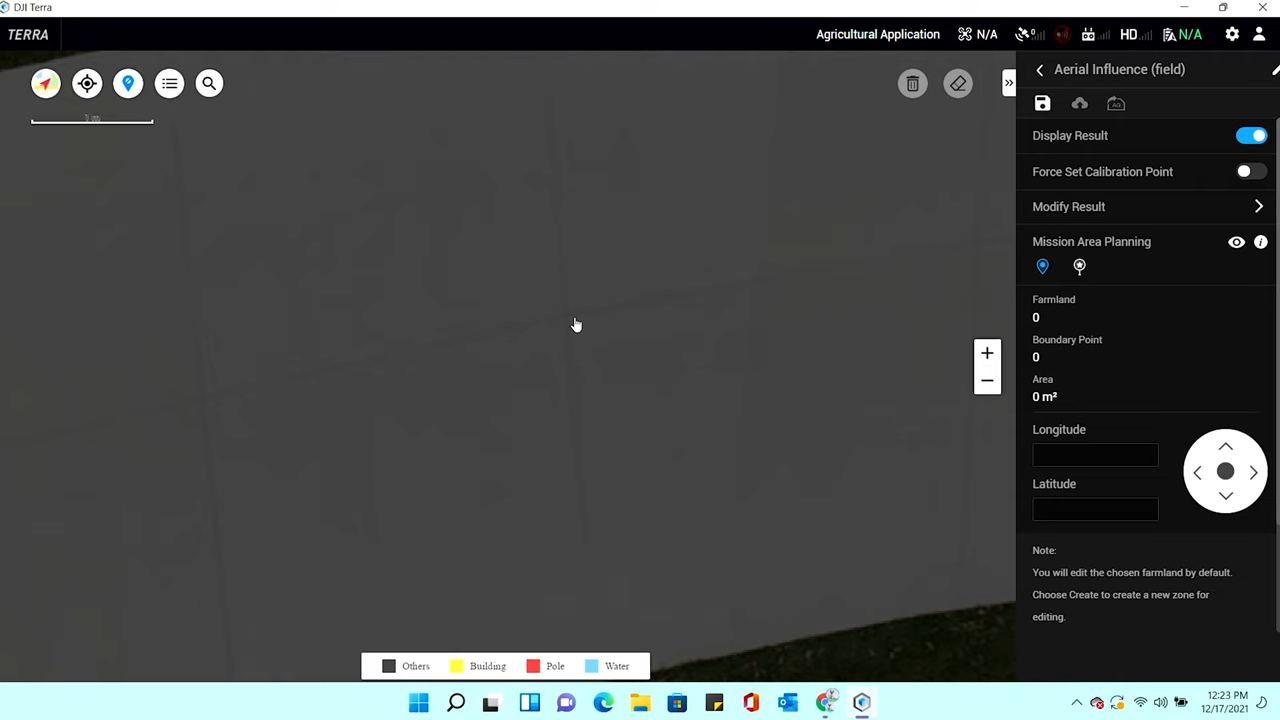 DJI Terra
TERRA
Agricultural Application
N/A
0
HD
N/A
Aerial Influence (field)
AG
1 m
Display Result
Force Set Calibration Point
Modify Result
Mission Area Planning
Farmland
0
Boundary Point
0
Area
0 m²
Longitude
Latitude
Note:
You will edit the chosen farmland by default.
Choose Create to create a new zone for
editing.
Others
Building
Pole
Water
12:23 PM
12/17/2021